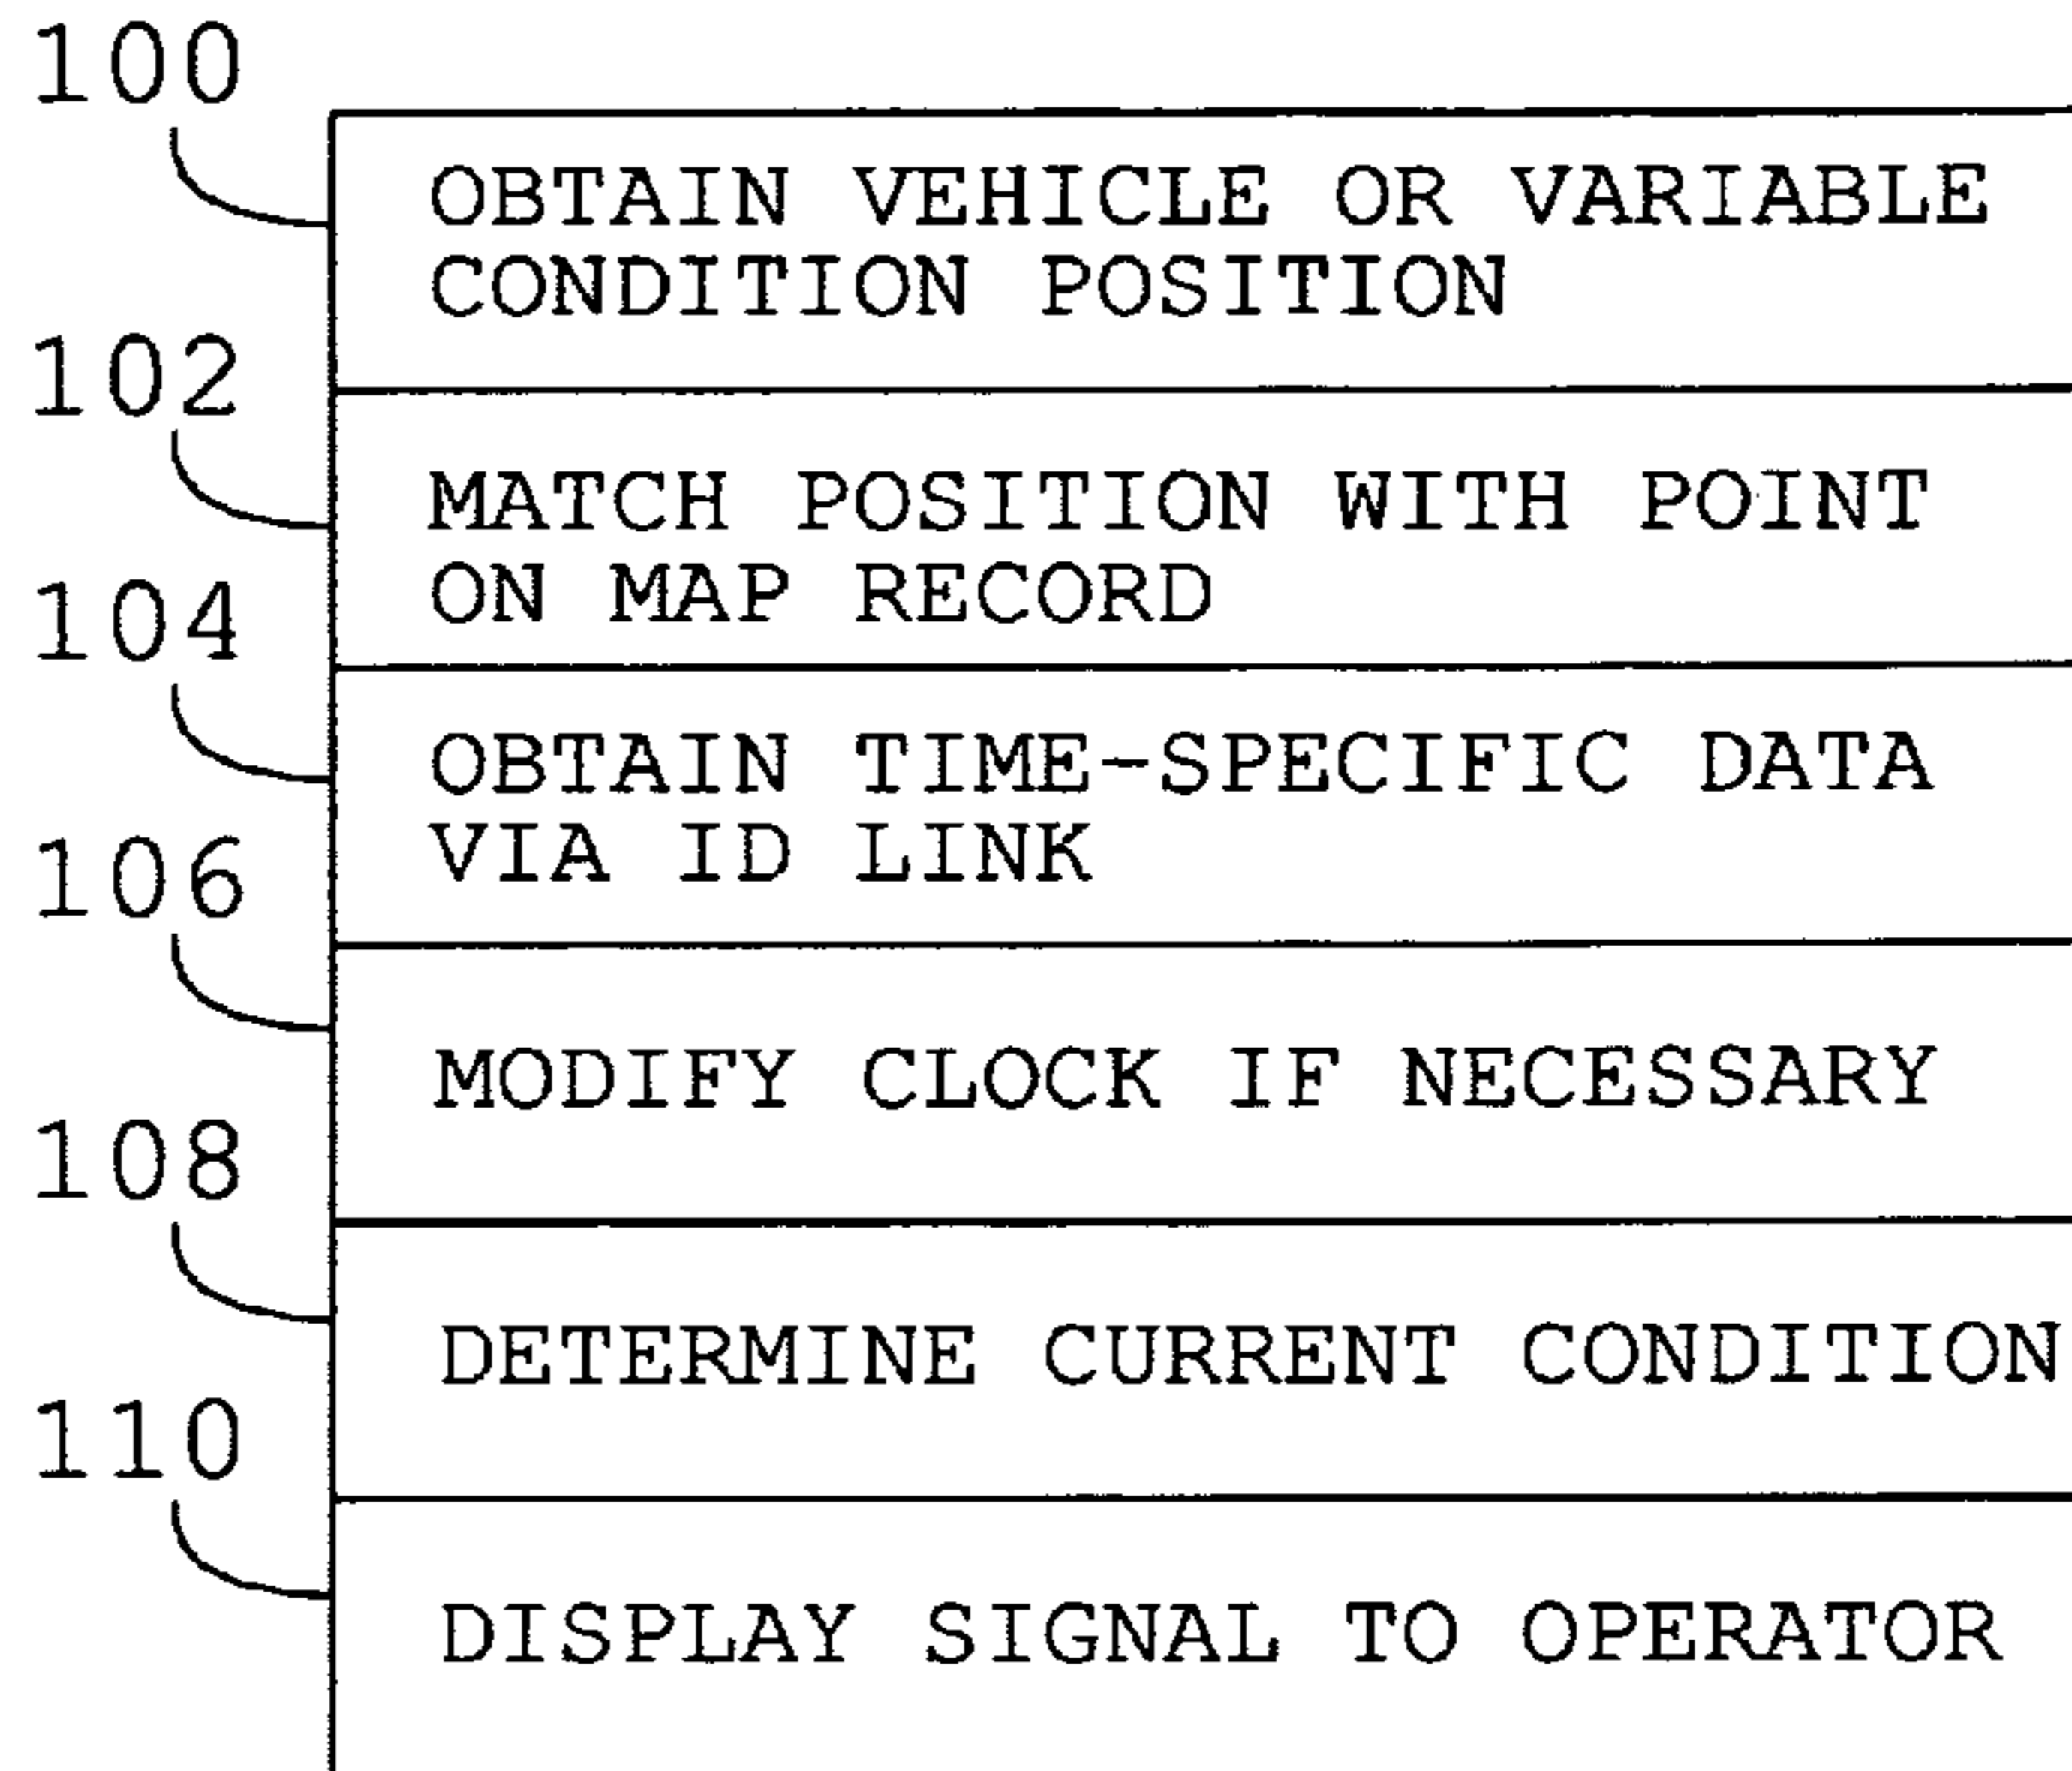 100
OBTAIN VEHICLE OR VARIABLE
CONDITION POSITION
102
MATCH POSITION WITH POINT
ON MAP RECORD
104
OBTAIN TIME-SPECIFIC DATA
VIA ID LINK
106
MODIFY CLOCK IF NECESSARY
108
DETERMINE CURRENT CONDITION
110
DISPLAY SIGNAL TO OPERATOR